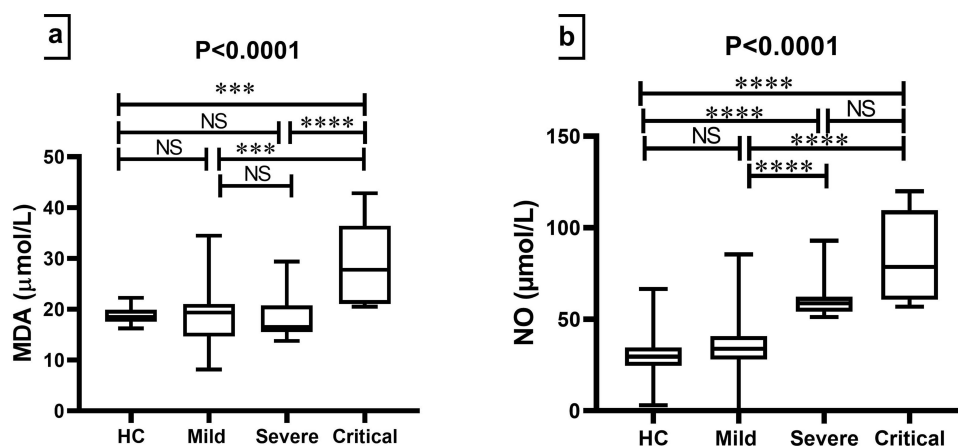 a
P<0.0001
***
NS
****
NS
***
NS
50
40
30
20
10
0
MDA (μmol/L)
HC Mild Severe Critical
b
P<0.0001
****
****
NS
NS
****
****
150
100
50
0
NO (μmol/L)
HC Mild Severe Critical